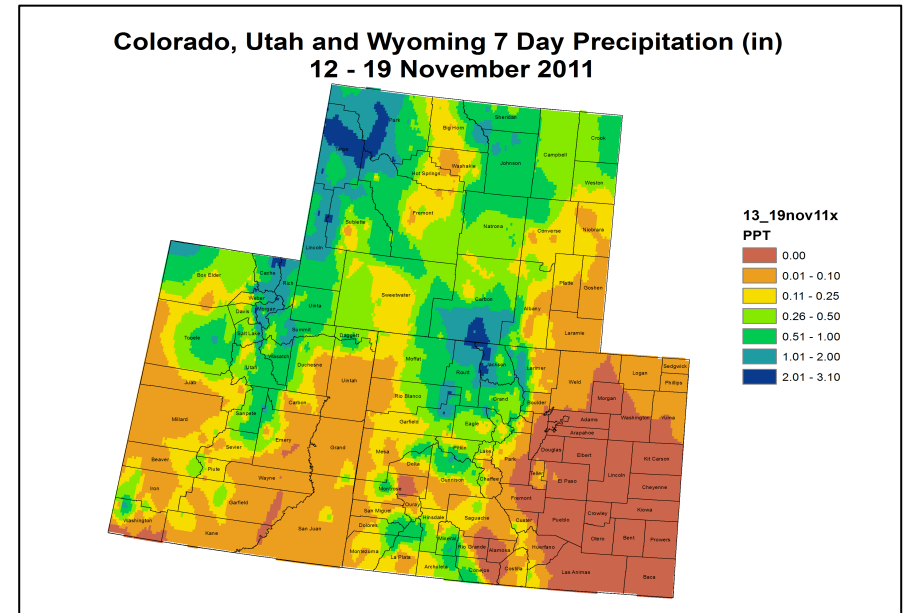 Colorado, Utah and Wyoming 7 Day Precipitation (in)
12 - 19 November 2011
Park
Sheridan
Big Horn
Crook
Teton
Johnson
Campbell
Washakie
Hot Springs
Weston
Fremont
Sublette
Natrona
Converse
Niobrara
Lincoln
Box Elder
Cache
Rich
Platte
Goshen
Sweetwater
Carbon
Albany
Uinta
Weber
Morgan
Davis
Laramie
Summit
Salt Lake
Tooele
Daggett
Wasatch
Utah
Duchesne
Uintah
Moffat
Routt
Jackson
Larimer
Weld
Logan
Sedgwick
Phillips
Juab
Rio Blanco
Grand
Boulder
Morgan
Carbon
Sanpete
Millard
Garfield
Eagle
Adams
Washington
Yuma
Arapahoe
Emery
Grand
Sevier
Mesa
Pitkin
Lake
Park
Douglas
Elbert
Kit Carson
Beaver
Piute
Wayne
Delta
Gunnison
Chaffee
Teller
El Paso
Lincoln
Cheyenne
Iron
Garfield
Montrose
Ouray
Fremont
Kiowa
San Miguel
Hinsdale
Saguache
Custer
Pueblo
Crowley
Washington
Kane
San Juan
Dolores
Mineral
Otero
Bent
Prowers
Montezuma
La Plata
Rio Grande
Alamosa
Huerfano
Archuleta
Conejos
Costilla
Las Animas
Baca
13_19nov11x
PPT
0.00
0.01 - 0.10
0.11 - 0.25
0.26 - 0.50
0.51 - 1.00
1.01 - 2.00
2.01 - 3.10